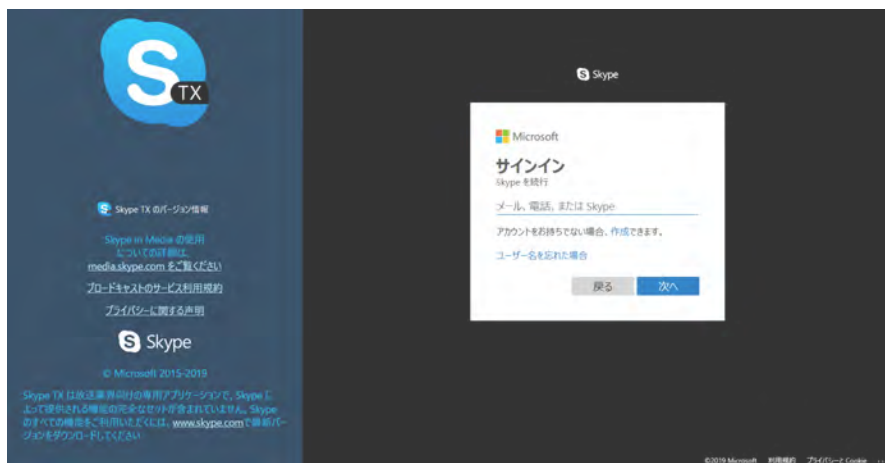 S
TX
Skype TX のバージョン情報
Skype in Media の使用
についての詳細は、
media.skype.com をご覧ください
ブロードキャストのサービス利用規約
プライバシーに関する声明
S Skype
© Microsoft 2015-2019
Skype TX は放送業界向けの専用アプリケーションで、Skype に
よって提供される機能の完全なセットが含まれていません。Skype
のすべての機能をご利用いただくには、www.skype.comで最新バー
ジョンをダウンロードしてください
S Skype
Microsoft
サインイン
Skype を続行
メール、電話、または Skype
アカウントをお持ちでない場合、作成できます。
ユーザー名を忘れた場合
戻る 次へ
©2019 Microsoft 利用規約 プライバシーと Cookie ...